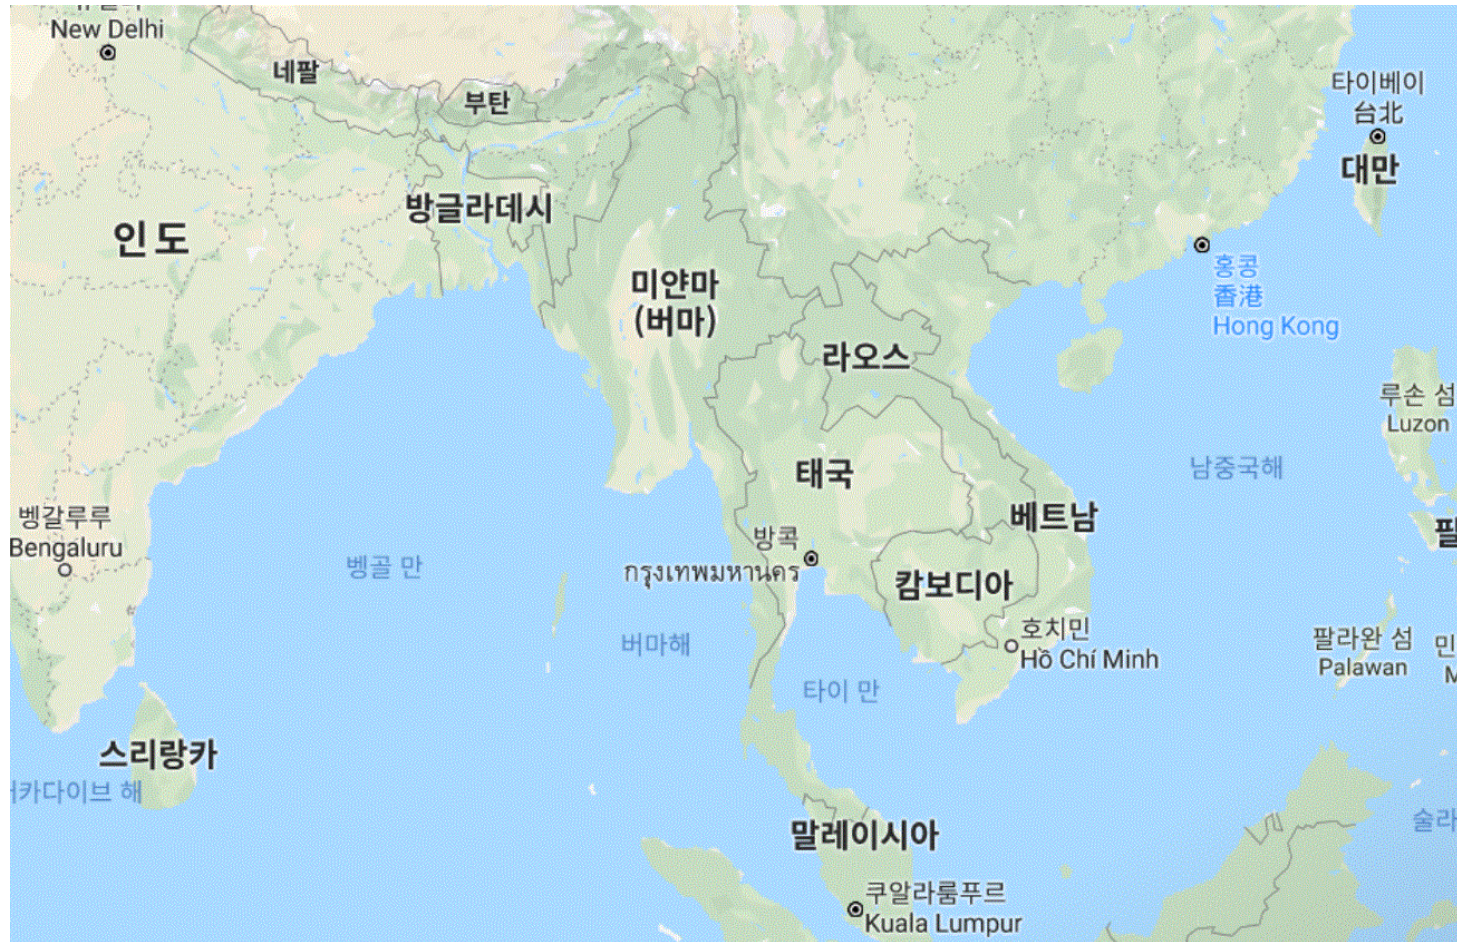 New Delhi
네팔
부탄
타이베이
台北
대만
방글라데시
인도
홍콩
香港
Hong Kong
미얀마
(버마)
라오스
루손 섬
Luzon
남중국해
태국
베트남
벵갈루루
Bengaluru
벵골 만
방콕
กรุงเทพมหานคร
캄보디아
호치민
Hồ Chí Minh
버마해
팔라완 섬
Palawan
타이 만
스리랑카
카다이브 해
말레이시아
쿠알라룸푸르
Kuala Lumpur